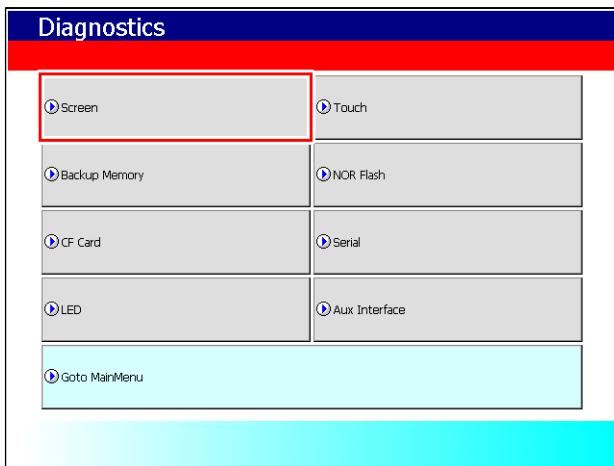 Diagnostics
Screen
Touch
Backup Memory
NOR Flash
CF Card
Serial
LED
Aux Interface
Goto MainMenu